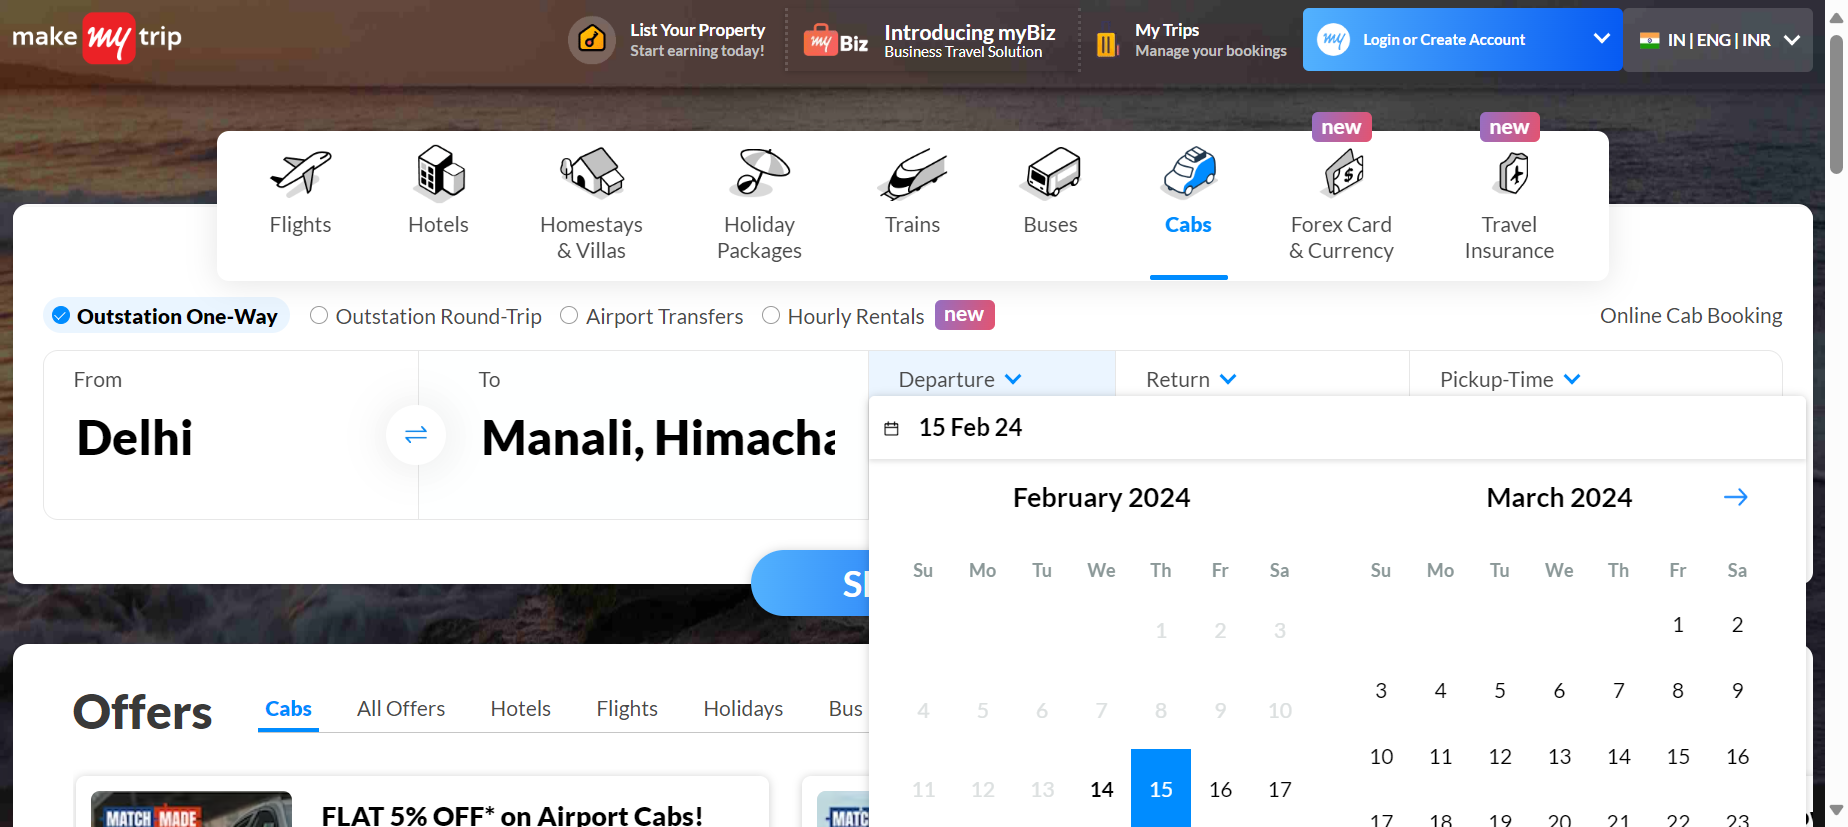 make my trip
List Your Property
Start earning today!
my Biz
Introducing myBiz
Business Travel Solution
My Trips
Manage your bookings
my Login or Create Account
IN | ENG | INR
new
new
Flights
Hotels
Homestays
& Villas
Holiday
Packages
Trains
Buses
Cabs
Forex Card
& Currency
Travel
Insurance
Outstation One-Way
Outstation Round-Trip
Airport Transfers
Hourly Rentals
new
Online Cab Booking
From
Delhi
To
Manali, Himacha
Departure
Return
Pickup-Time
15 Feb 24
February 2024
Su Mo Tu We Th Fr Sa
1 2 3
4 5 6 7 8 9 10
11 12 13 14 15 16 17
March 2024
Su Mo Tu We Th Fr Sa
1 2
3 4 5 6 7 8 9
10 11 12 13 14 15 16
17 18 19 20 21 22 23
Offers
Cabs
All Offers
Hotels
Flights
Holidays
Bus
MATCH MADE
FLAT 5% OFF* on Airport Cabs!
MATC